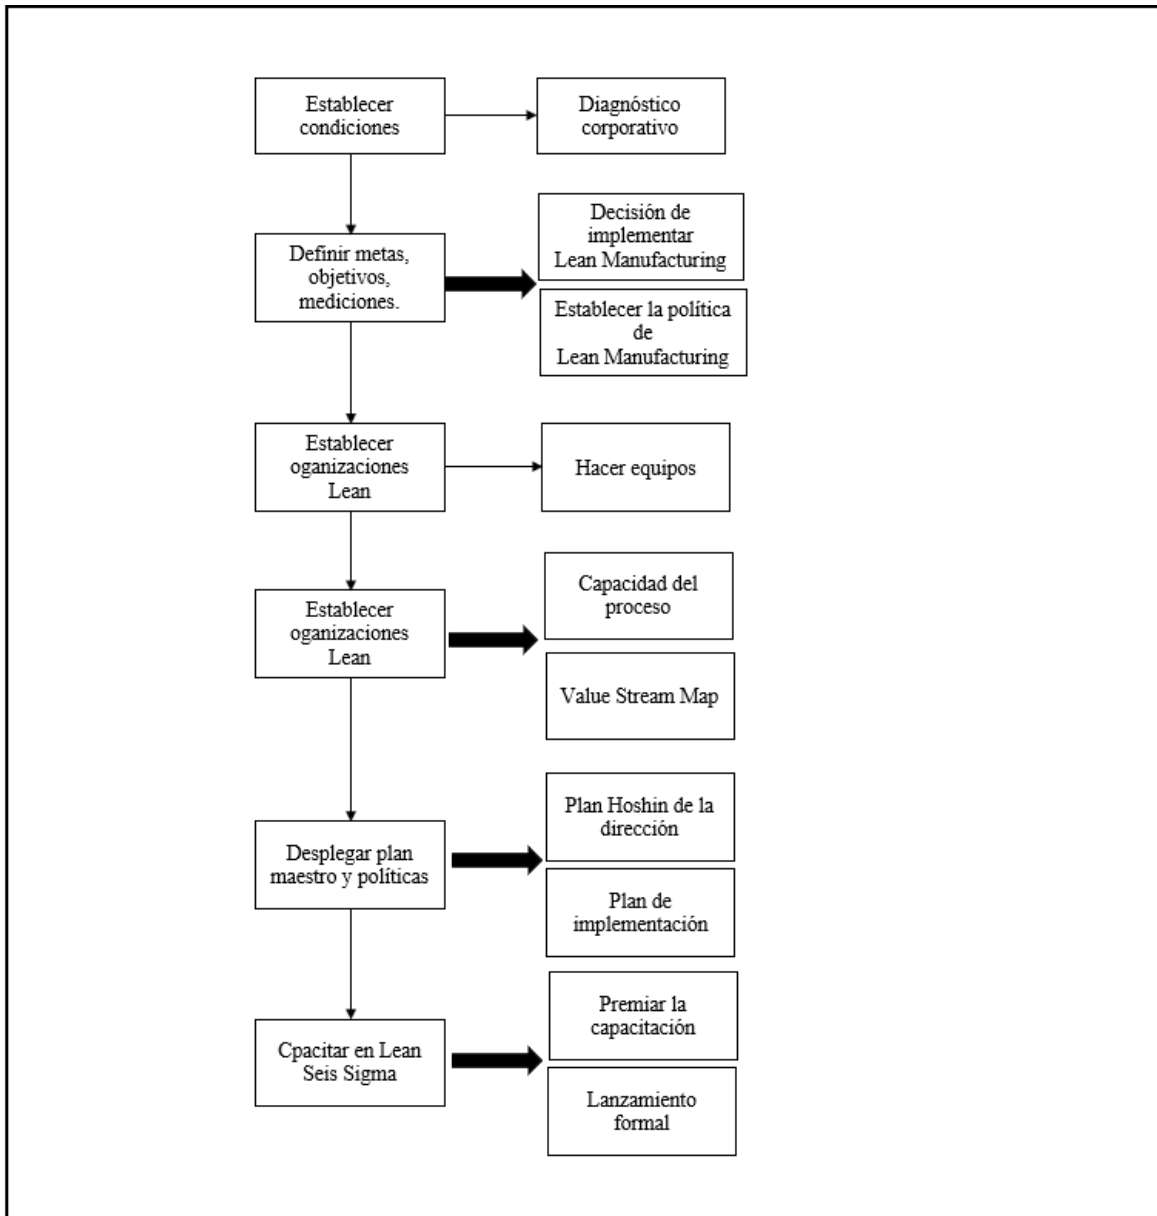 Establecer
condiciones
Diagnóstico
corporativo
Definir metas,
objetivos,
mediciones.
Decisión de
implementar
Lean Manufacturing
Establecer la política
de
Lean Manufacturing
Establecer
oganizaciones
Lean
Hacer equipos
Establecer
oganizaciones
Lean
Capacidad del
proceso
Value Stream Map
Desplegar plan
maestro y políticas
Plan Hoshin de la
dirección
Plan de
implementación
Cpacitar en Lean
Seis Sigma
Premiar la
capacitación
Lanzamiento
formal